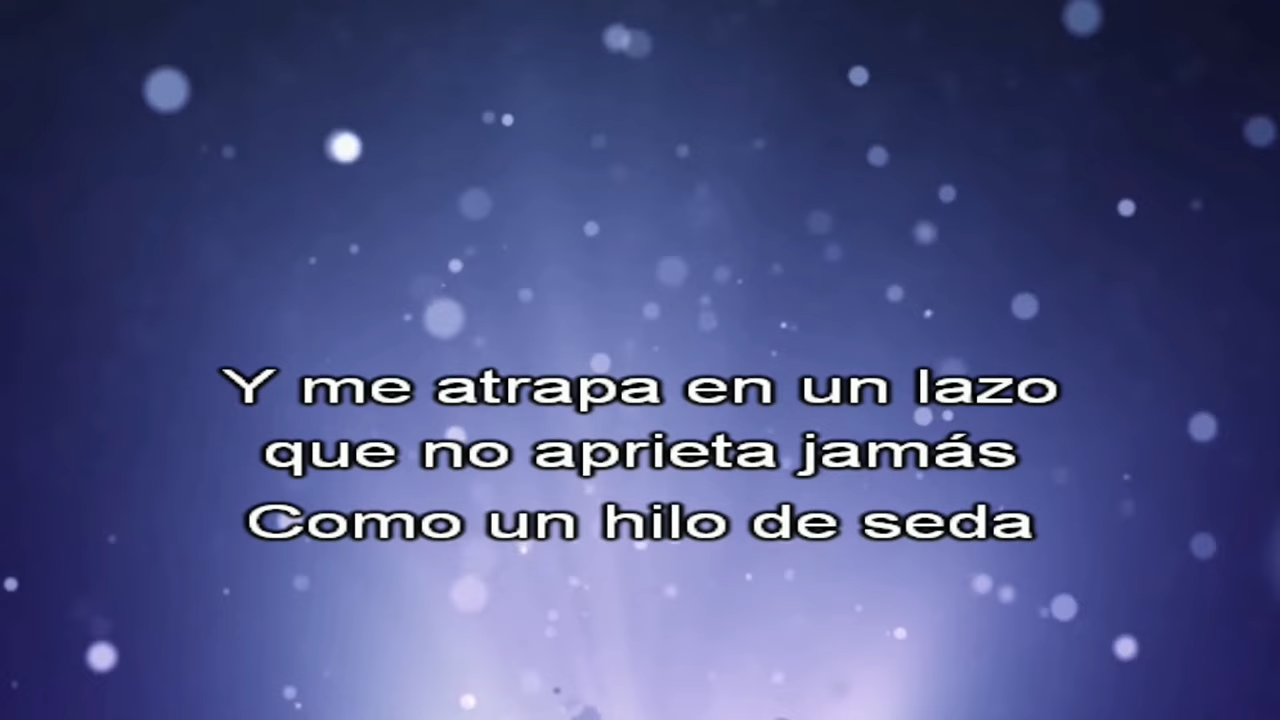 Y me atrapa en un lazo
que no aprieta jamás
Como un hilo de seda